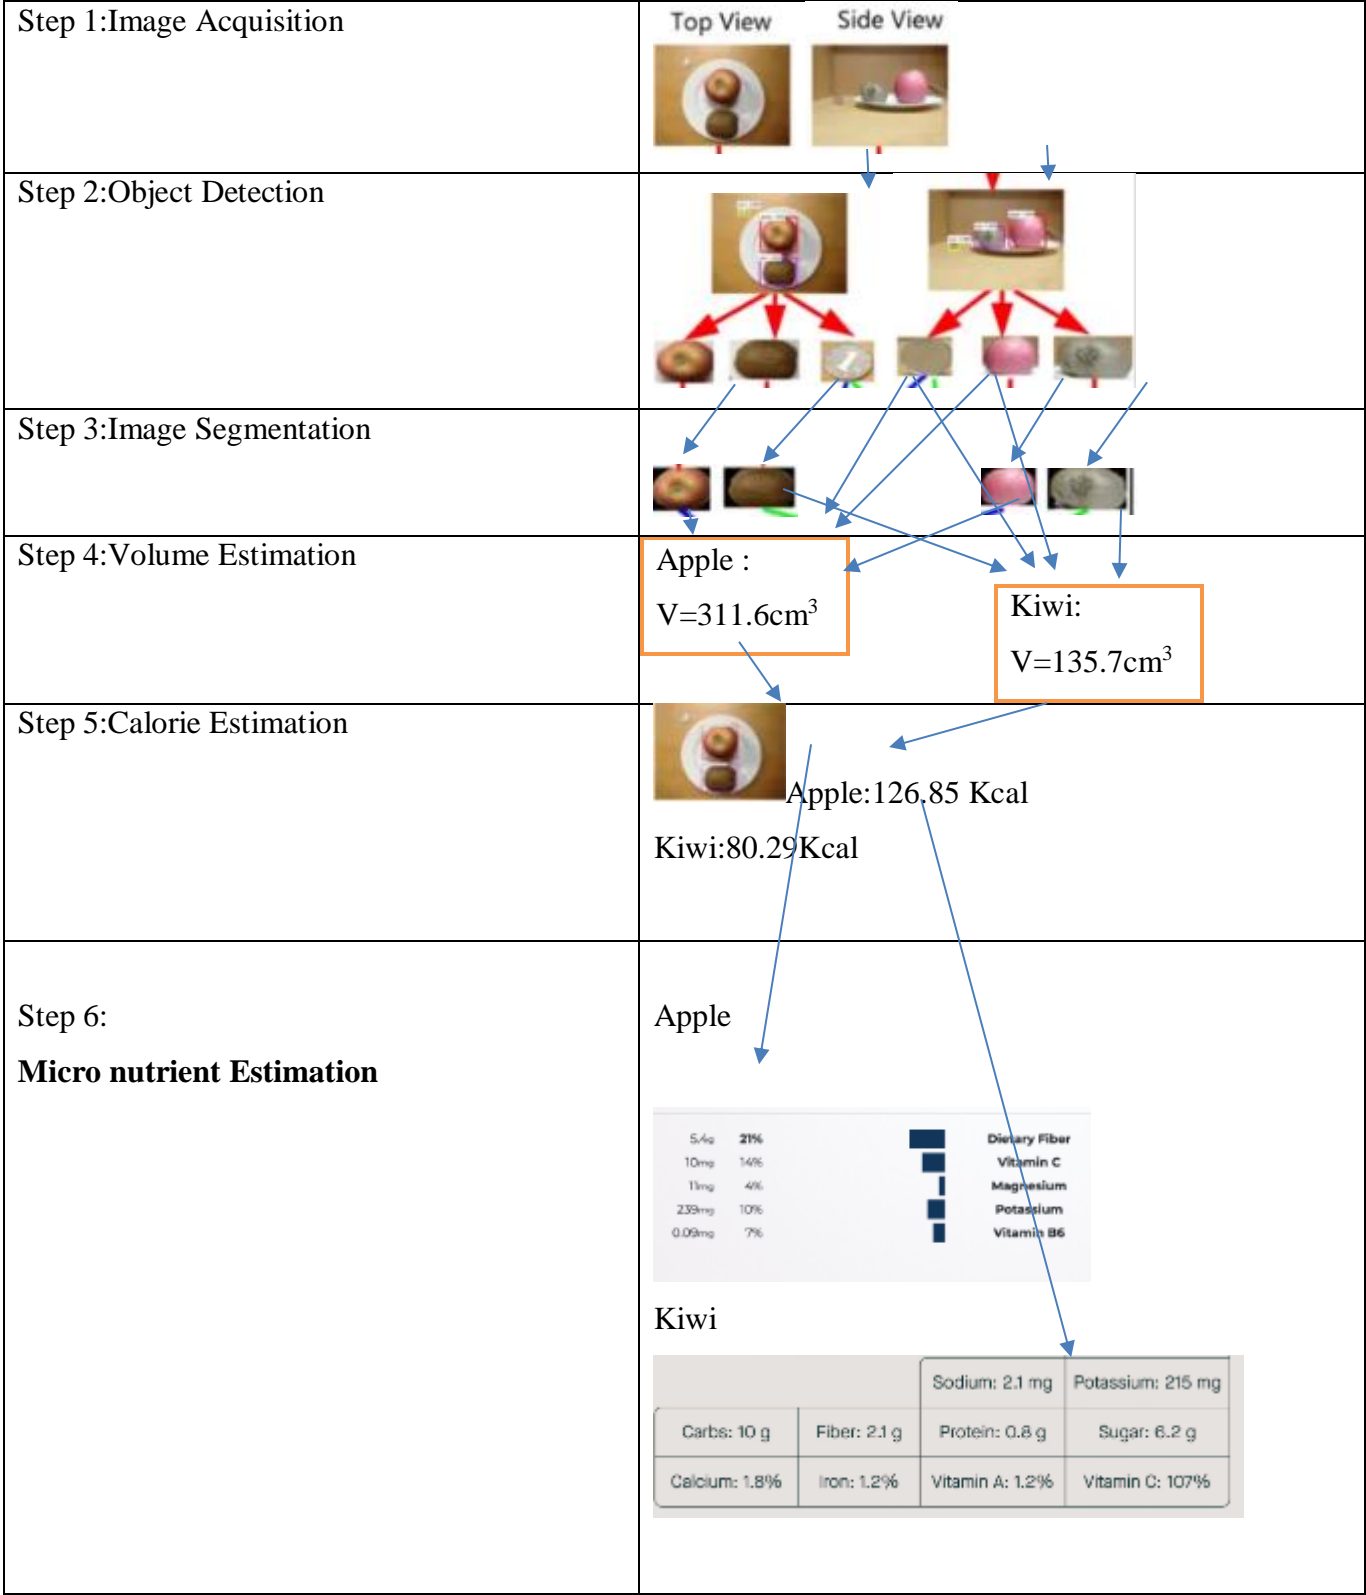 Step 1:Image Acquisition
Top View
Side View
Step 2:Object Detection
1
Step 3:Image Segmentation
Step 4:Volume Estimation
Apple :
V=311.6cm³
Kiwi:
V=135.7cm³
Step 5:Calorie Estimation
Apple:126.85 Kcal
Kiwi:80.29Kcal
Step 6:
Micro nutrient Estimation
Apple
5.4g 21% Dietary Fiber
10mg 14% Vitamin C
11mg 4% Magnesium
239mg 10% Potassium
0.09mg 7% Vitamin B6
Kiwi
Sodium: 2.1 mg Potassium: 215 mg
Carbs: 10 g Fiber: 2.1 g Protein: 0.8 g Sugar: 6.2 g
Calcium: 1.8% Iron: 1.2% Vitamin A: 1.2% Vitamin C: 107%